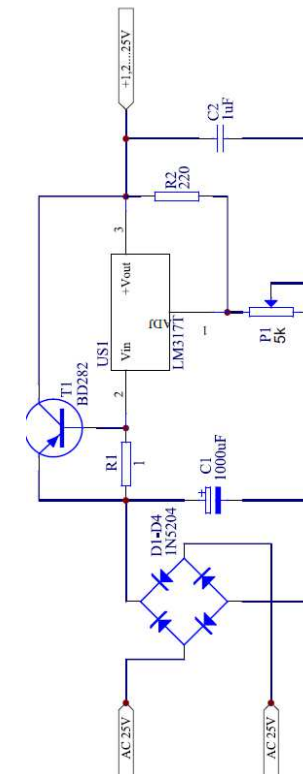 +1,2....25V
C2
1uF
R2
220
3
+Vout
US1
Vin
ADJ
LM317T
1
P1
5k
2
T1
BD282
R1
1
C1
1000uF
+
D1-D4
1N5204
AC 25V
AC 25V